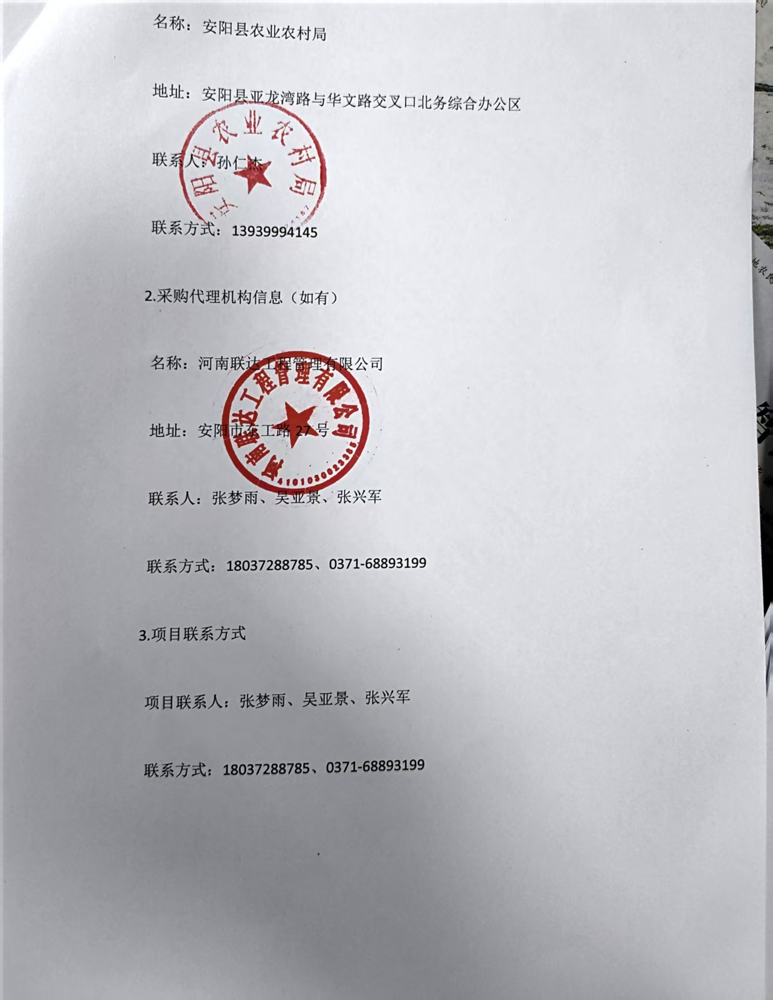 名称：安阳县农业农村局
地址：安阳县亚龙湾路与华文路交叉口北务综合办公区
安阳县农业农村局
联系人：孙仁杰
联系方式：13939994145
2.采购代理机构信息（如有）
名称：河南联达工程管理有限公司
河南联达工程管理有限公司
地址：安阳市东工路 27 号
4101030023385
联系人：张梦雨、吴亚景、张兴军
联系方式：18037288785、0371-68893199
3.项目联系方式
项目联系人：张梦雨、吴亚景、张兴军
联系方式：18037288785、0371-68893199
地农民